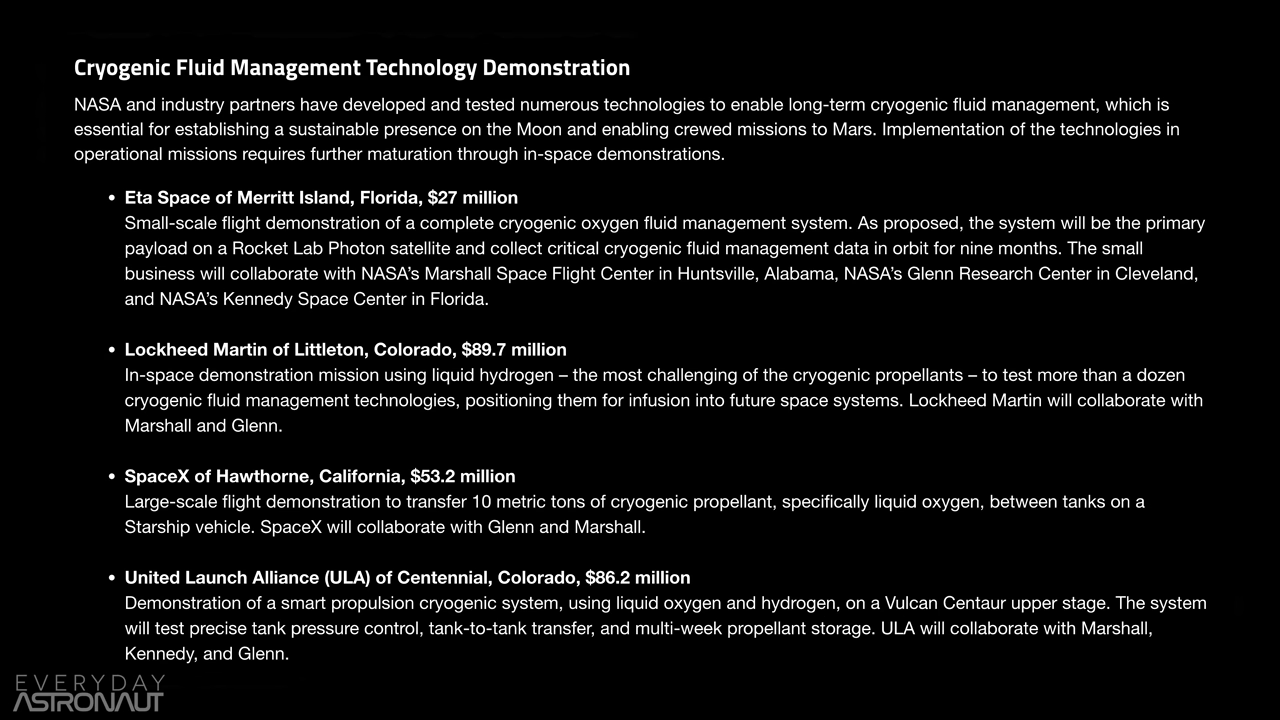 Cryogenic Fluid Management Technology Demonstration
NASA and industry partners have developed and tested numerous technologies to enable long-term cryogenic fluid management, which is
essential for establishing a sustainable presence on the Moon and enabling crewed missions to Mars. Implementation of the technologies in
operational missions requires further maturation through in-space demonstrations.
• Eta Space of Merritt Island, Florida, $27 million
Small-scale flight demonstration of a complete cryogenic oxygen fluid management system. As proposed, the system will be the primary
payload on a Rocket Lab Photon satellite and collect critical cryogenic fluid management data in orbit for nine months. The small
business will collaborate with NASA’s Marshall Space Flight Center in Huntsville, Alabama, NASA’s Glenn Research Center in Cleveland,
and NASA’s Kennedy Space Center in Florida.
• Lockheed Martin of Littleton, Colorado, $89.7 million
In-space demonstration mission using liquid hydrogen – the most challenging of the cryogenic propellants – to test more than a dozen
cryogenic fluid management technologies, positioning them for infusion into future space systems. Lockheed Martin will collaborate with
Marshall and Glenn.
• SpaceX of Hawthorne, California, $53.2 million
Large-scale flight demonstration to transfer 10 metric tons of cryogenic propellant, specifically liquid oxygen, between tanks on a
Starship vehicle. SpaceX will collaborate with Glenn and Marshall.
• United Launch Alliance (ULA) of Centennial, Colorado, $86.2 million
Demonstration of a smart propulsion cryogenic system, using liquid oxygen and hydrogen, on a Vulcan Centaur upper stage. The system
will test precise tank pressure control, tank-to-tank transfer, and multi-week propellant storage. ULA will collaborate with Marshall,
Kennedy, and Glenn.
EVERYDAY
ASTRONAUT